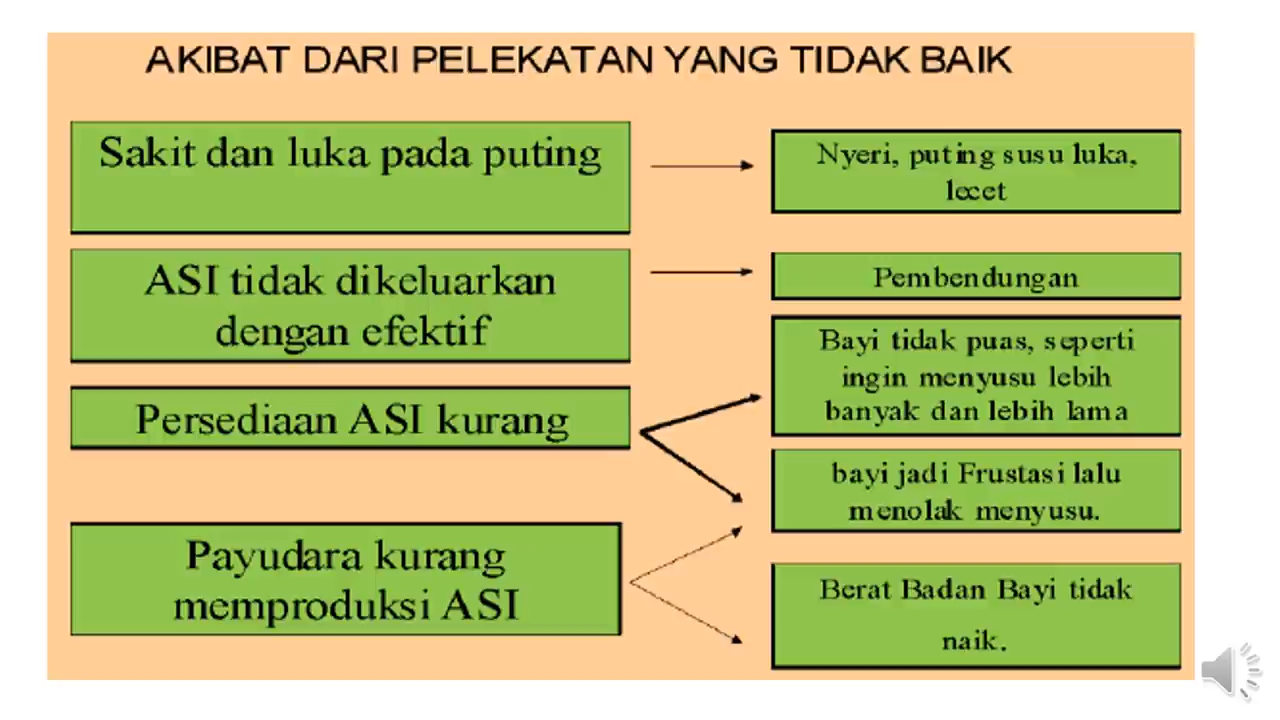 AKIBAT DARI PELEKATAN YANG TIDAK BAIK
Sakit dan luka pada puting
Nyeri, puting susu luka,
lecet
ASI tidak dikeluarkan
dengan efektif
Pembendungan
Persediaan ASI kurang
Bayi tidak puas, seperti
ingin menyusu lebih
banyak dan lebih lama
bayi jadi Frustasi lalu
menolak menyusu.
Payudara kurang
memproduksi ASI
Berat Badan Bayi tidak
naik.